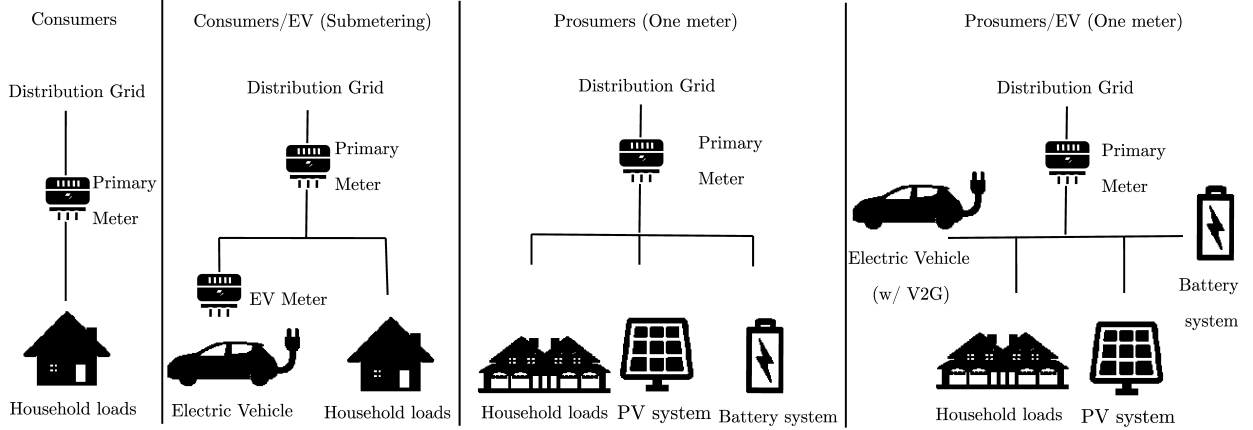 Consumers
Distribution Grid
Primary
Meter
Household loads
Consumers/EV (Submetering)
Distribution Grid
Primary
Meter
EV Meter
Electric Vehicle
Household loads
Prosumers (One meter)
Distribution Grid
Primary
Meter
Household loads
PV system
Battery system
Prosumers/EV (One meter)
Distribution Grid
Primary
Meter
Electric Vehicle
(w/ V2G)
Battery
system
Household loads
PV system